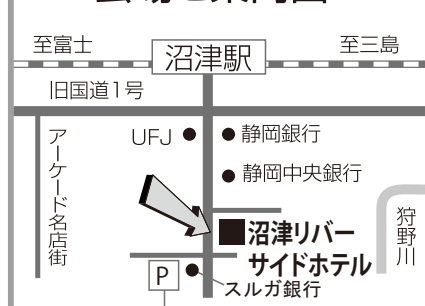 至富士
沼津駅
至三島
旧国道1号
UFJ
静岡銀行
アーケード名店街
静岡中央銀行
沼津リバー
サイドホテル
狩野川
P
スルガ銀行